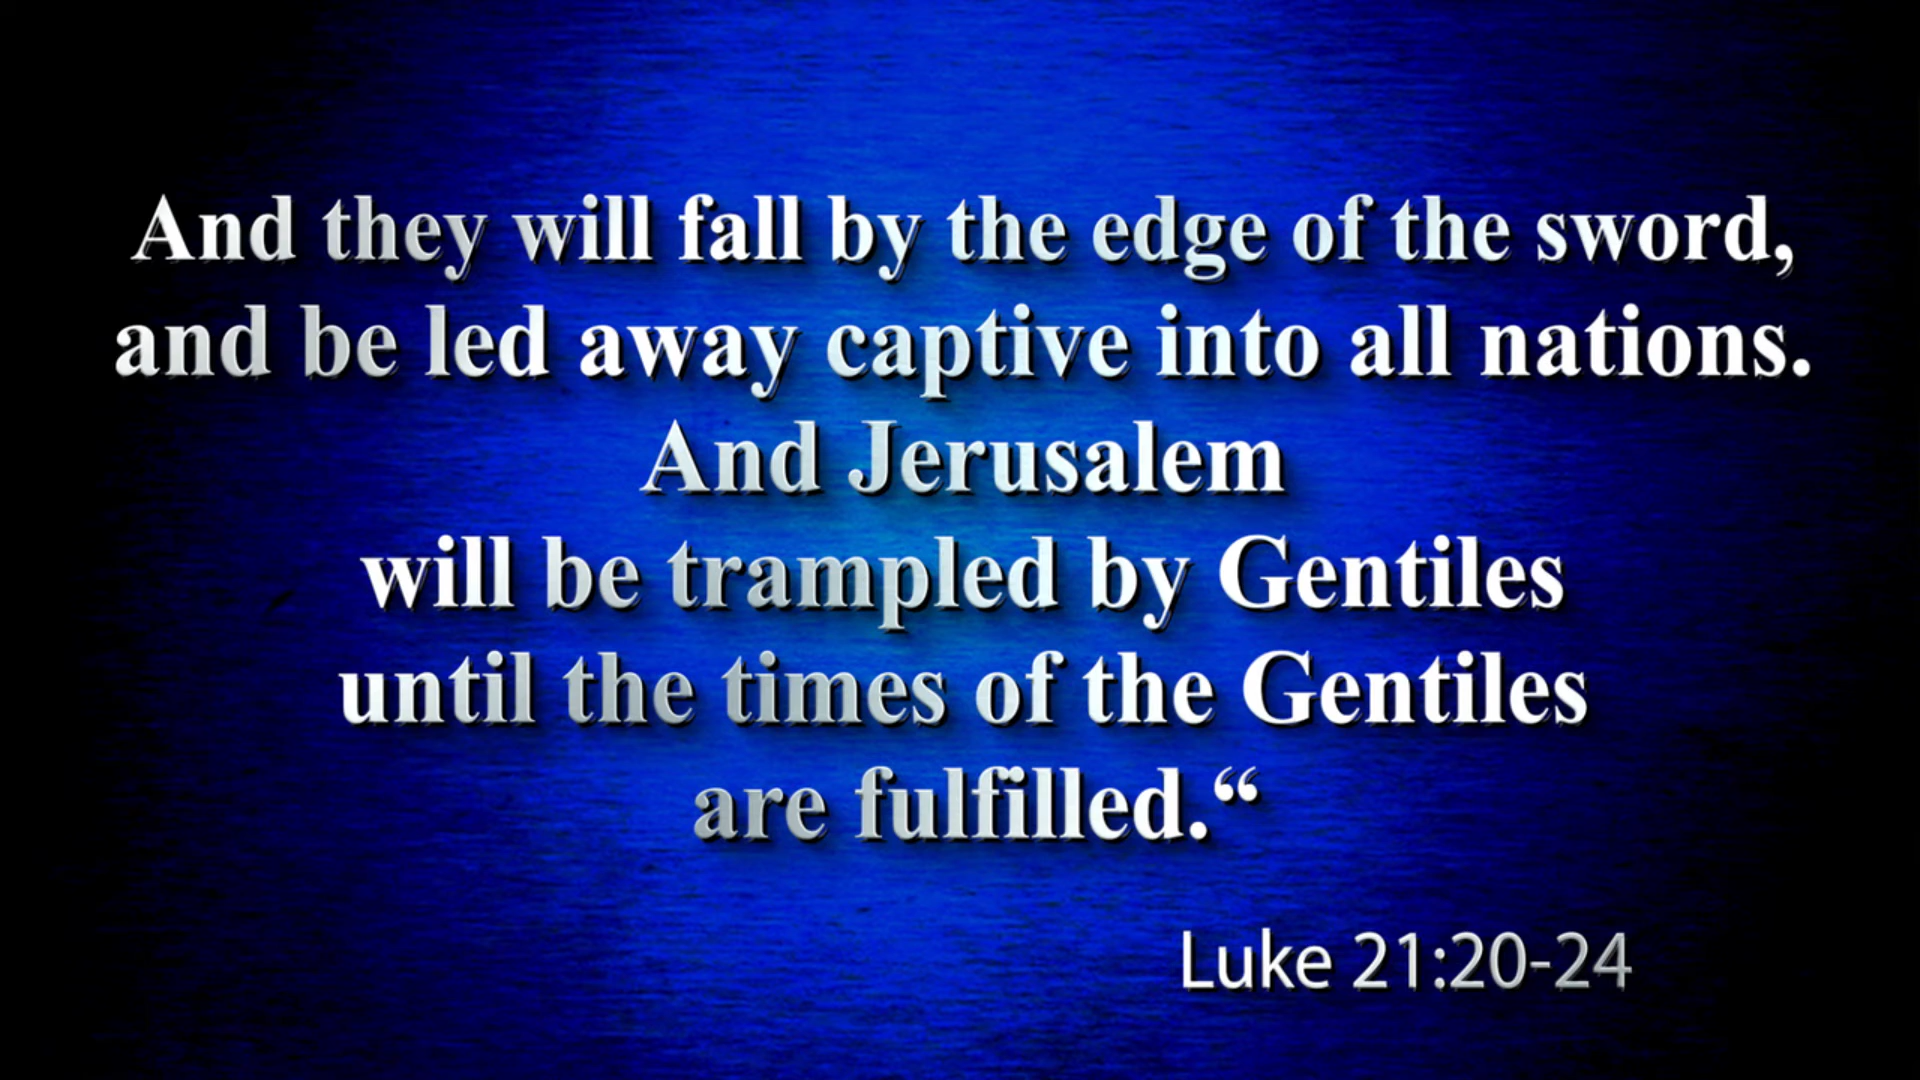 And they will fall by the edge of the sword,
and be led away captive into all nations.
And Jerusalem
will be trampled by Gentiles
until the times of the Gentiles
are fulfilled.“
Luke 21:20-24